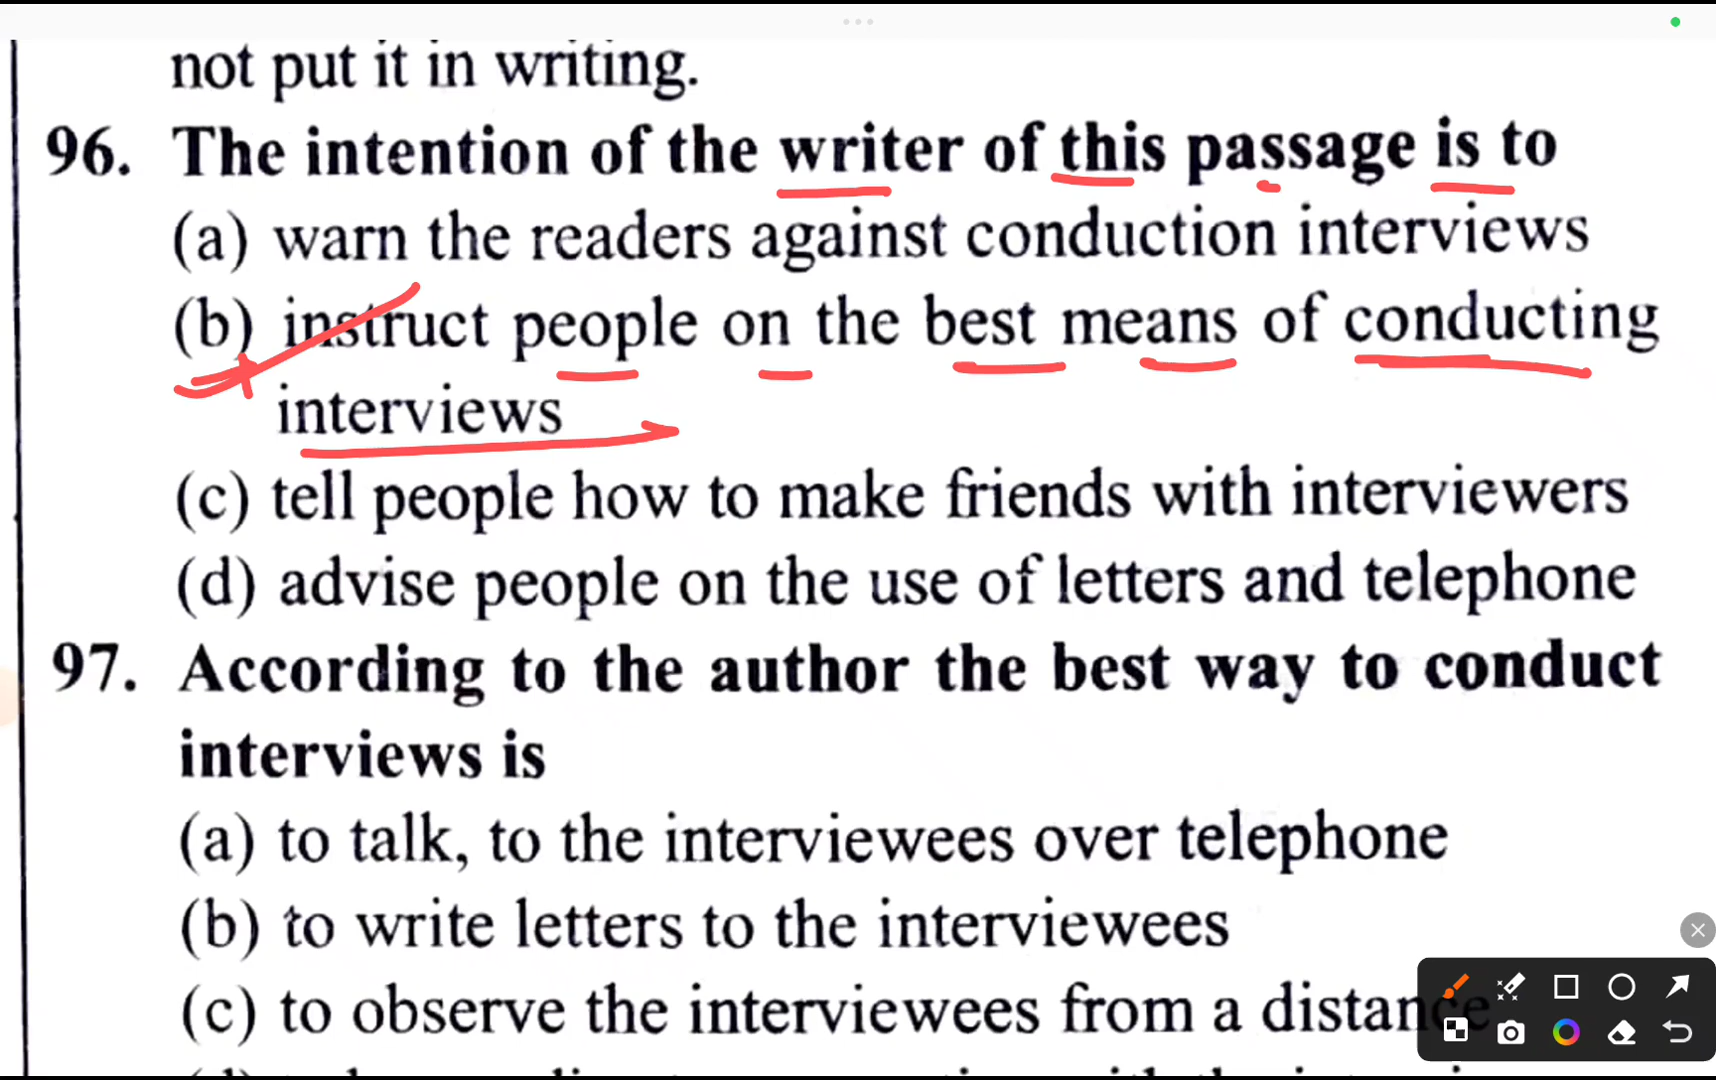 not put it in writing.
96. The intention of the writer of this passage is to
(a) warn the readers against conduction interviews
(b) instruct people on the best means of conducting
interviews
(c) tell people how to make friends with interviewers
(d) advise people on the use of letters and telephone
97. According to the author the best way to conduct
interviews is
(a) to talk, to the interviewees over telephone
(b) to write letters to the interviewees
(c) to observe the interviewees from a distance